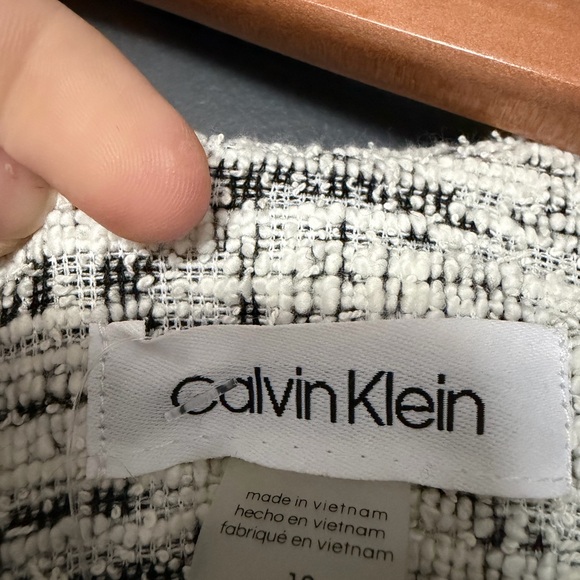 Calvin Klein
made in vietnam
hecho en vietnam
fabriqué en vietnam